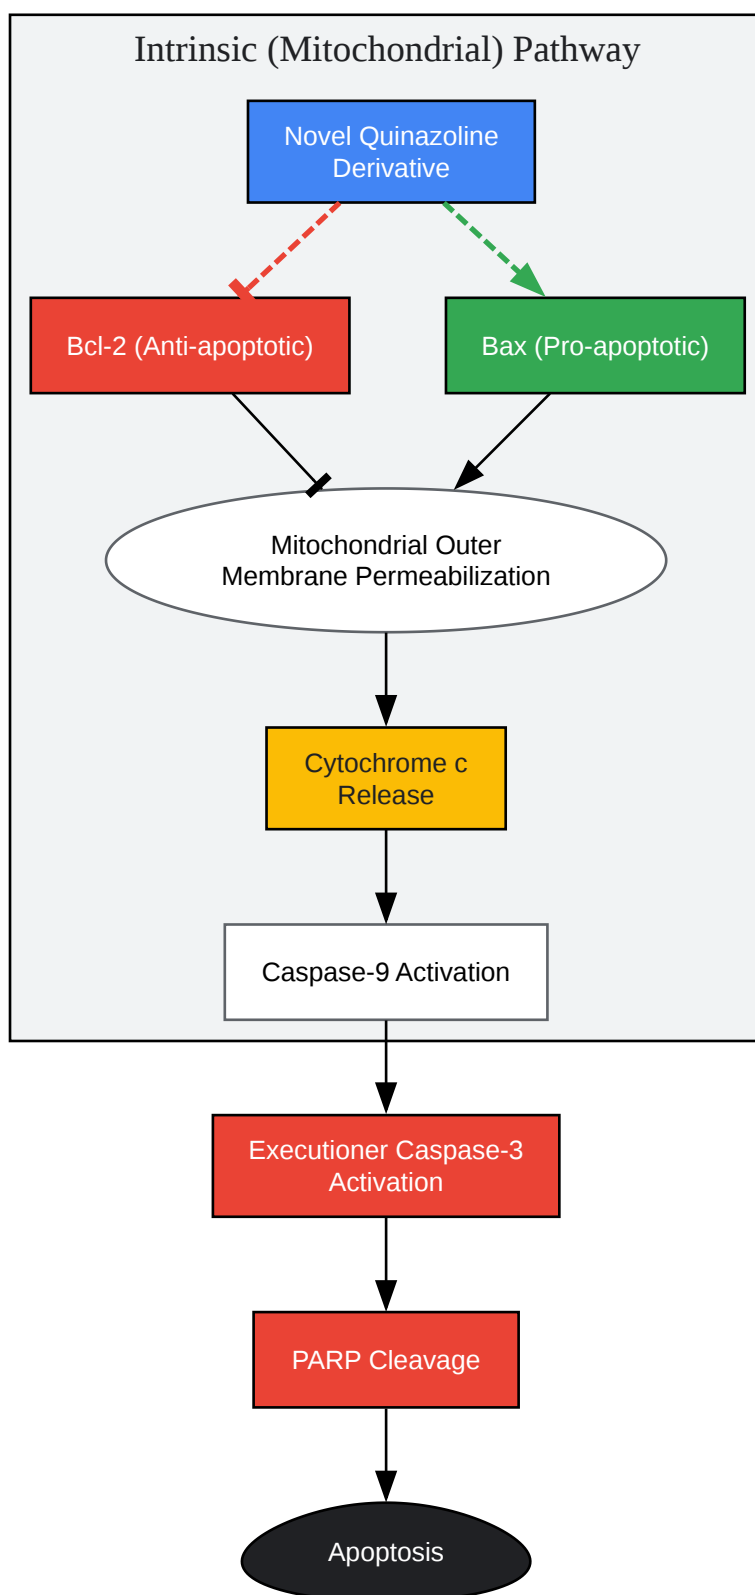 Intrinsic (Mitochondrial) Pathway
Novel Quinazoline
Derivative
Bcl-2 (Anti-apoptotic)
Bax (Pro-apoptotic)
Mitochondrial Outer
Membrane Permeabilization
Cytochrome c
Release
Caspase-9 Activation
Executioner Caspase-3
Activation
PARP Cleavage
Apoptosis